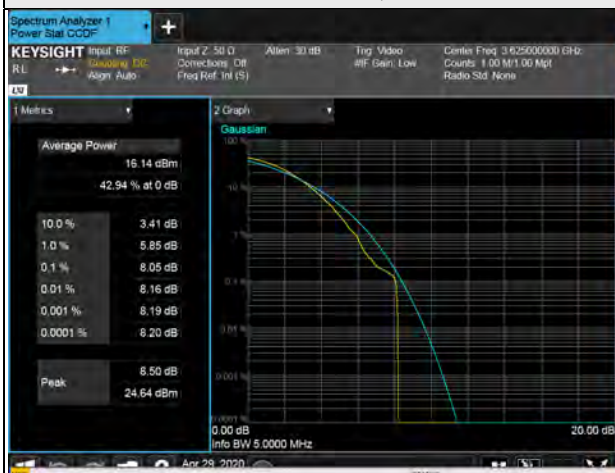 Spectrum Analyzer 1
Power Stat CCDF
+
KEYSIGHT
RL
Input: RF
Coupling: DC
Align: Auto
Input Z: 50 Ω
Corrections: Off
Freq Ref: Int (S)
Atten: 30 dB
Trig: Video
#IF Gain: Low
Center Freq: 3.625000000 GHz
Counts: 1.00 M/1.00 Mpt
Radio Std: None
1 Metrics
Average Power
16.14 dBm
42.94 % at 0 dB
10.0 % 3.41 dB
1.0 % 5.85 dB
0.1 % 8.05 dB
0.01 % 8.16 dB
0.001 % 8.19 dB
0.0001 % 8.20 dB
Peak
8.50 dB
24.64 dBm
2 Graph
Gaussian
100 %
10 %
1 %
0.1 %
0.01 %
0.001 %
0.0001 %
0.00 dB
20.00 dB
Info BW 5.0000 MHz
Apr 29, 2020